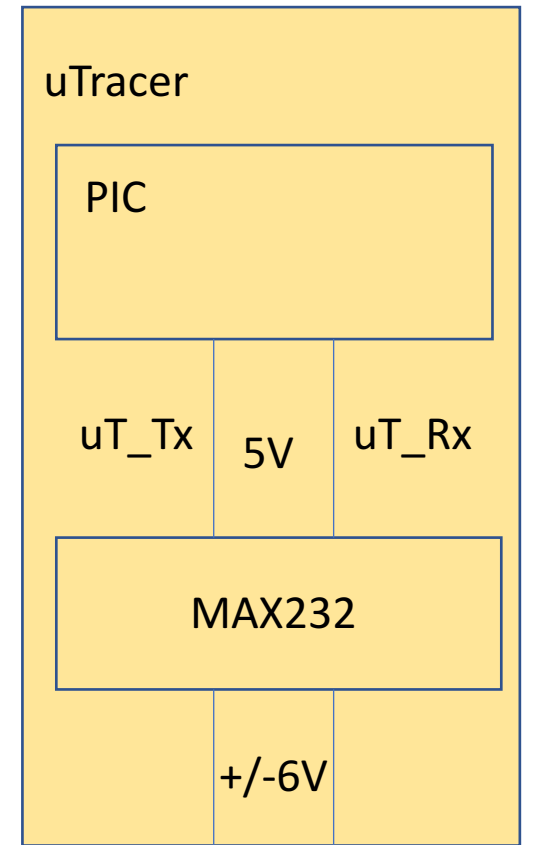 uTracer
PIC
uT_Tx
5V
uT_Rx
MAX232
+/-6V